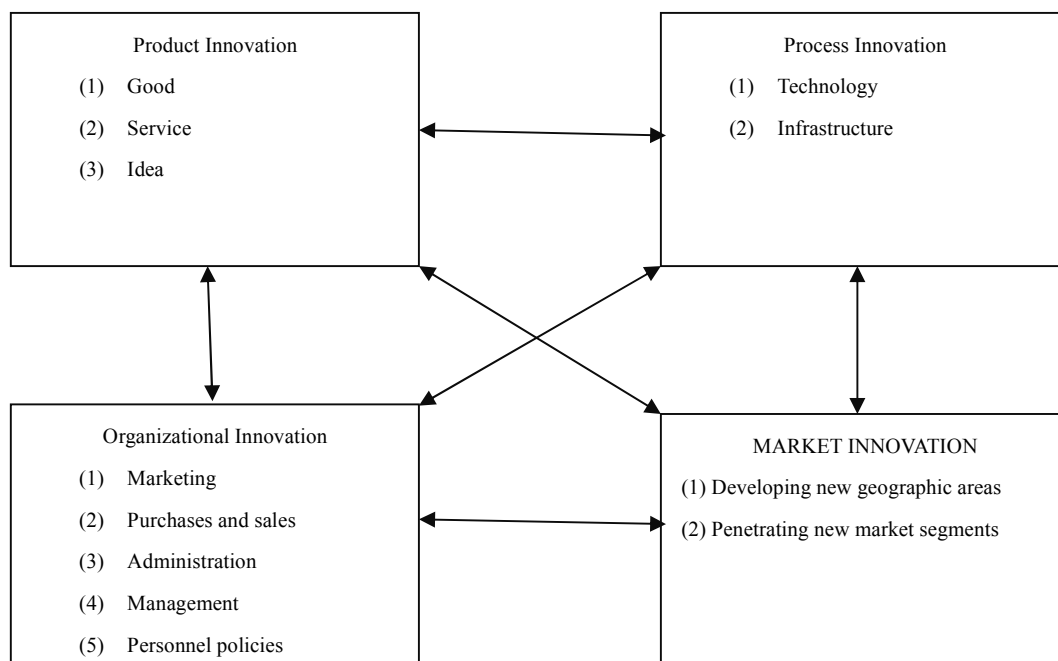 Product Innovation
(1) Good
(2) Service
(3) Idea
Process Innovation
(1) Technology
(2) Infrastructure
Organizational Innovation
(1) Marketing
(2) Purchases and sales
(3) Administration
(4) Management
(5) Personnel policies
MARKET INNOVATION
(1) Developing new geographic areas
(2) Penetrating new market segments